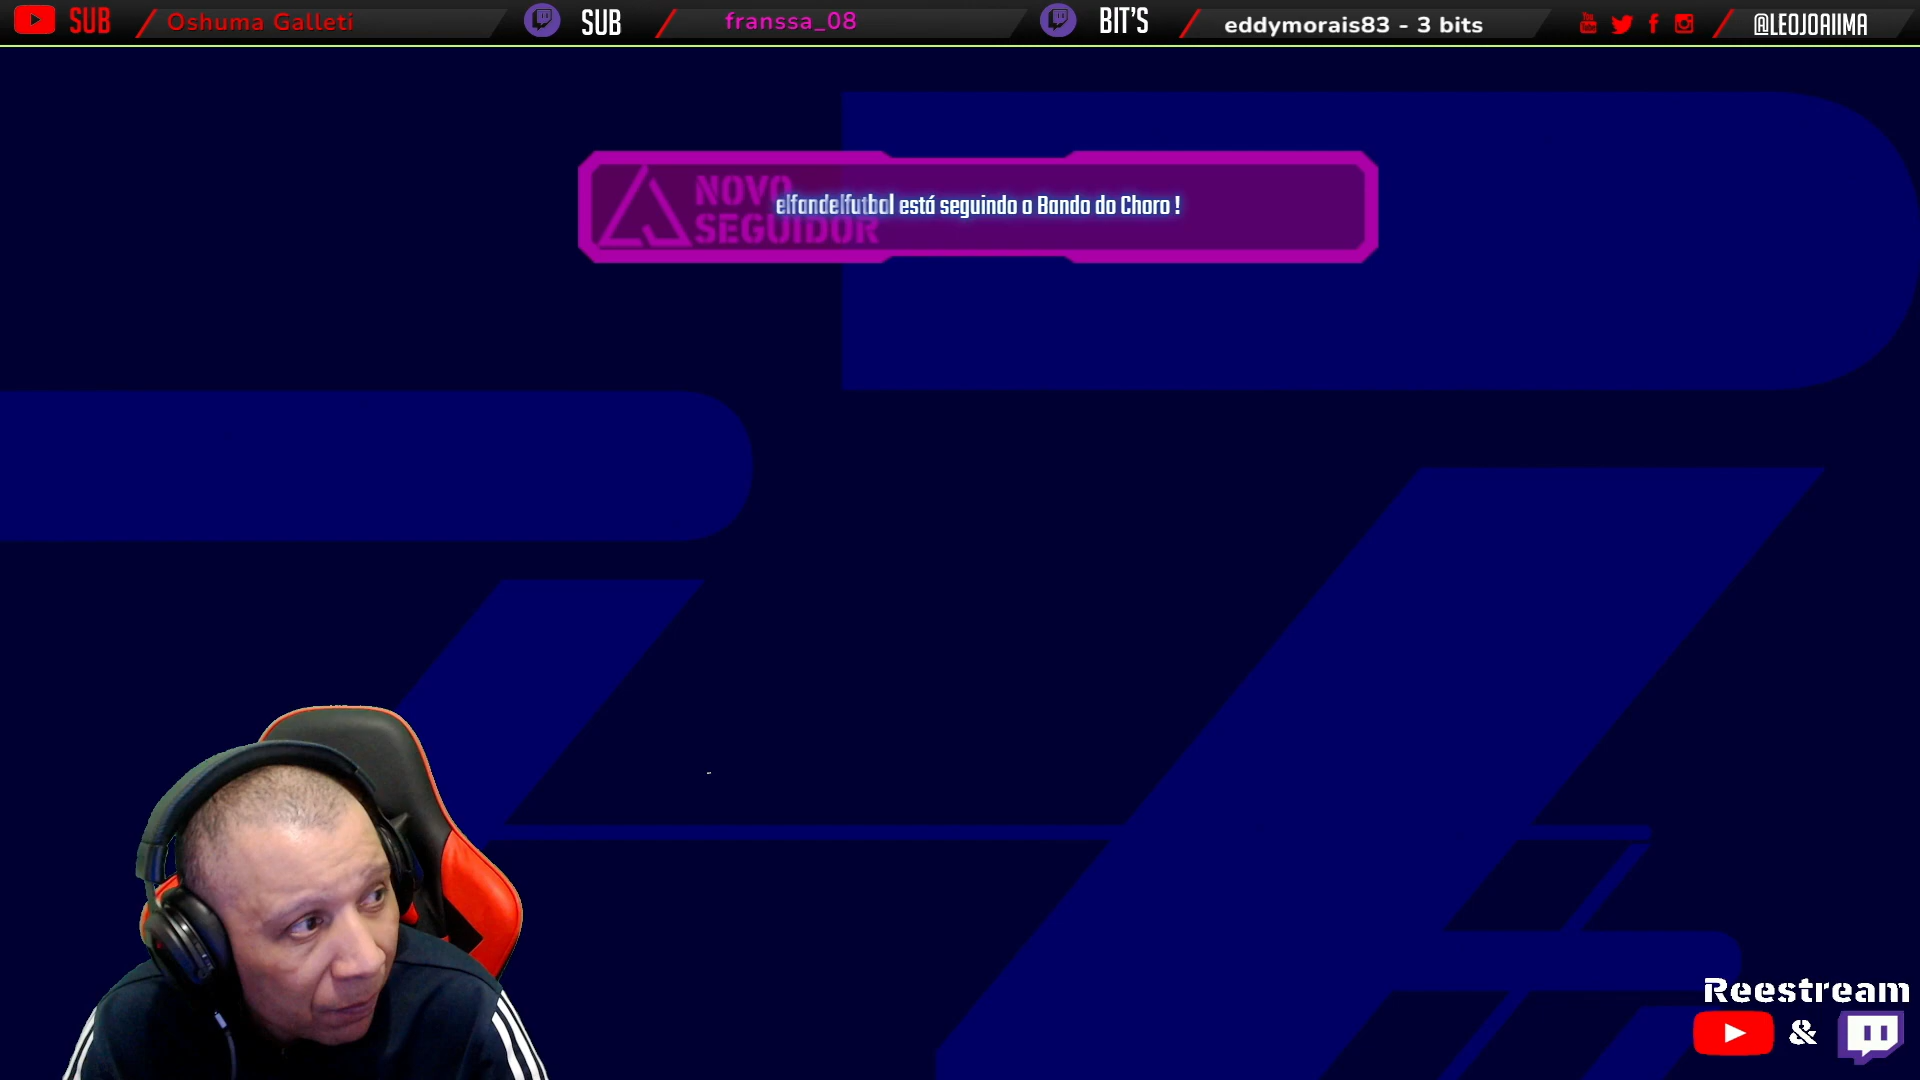 SUB
Oshuma Galleti
SUB
franssa_08
BIT'S
eddymorais83 - 3 bits
@LEOJOAIIMA
NOVO
SEGUIDOR
elfandelfutbol está seguindo o Bando do Choro !
Reestream
&